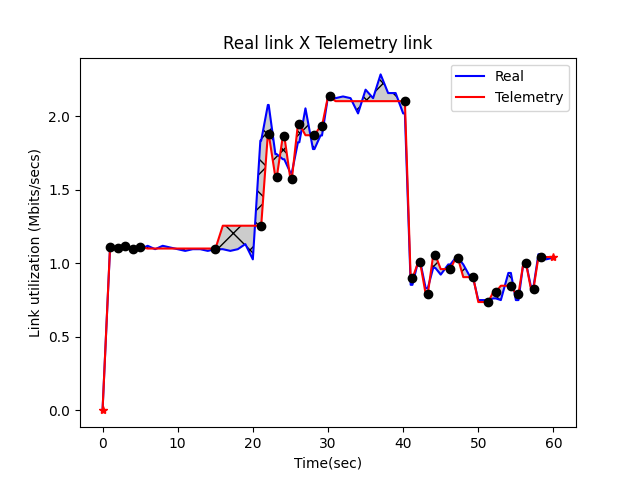 Real link X Telemetry link
Real
Telemetry
Link utilization (Mbits/secs)
2.0
1.5
1.0
0.5
0.0
0 10 20 30 40 50 60
Time(sec)